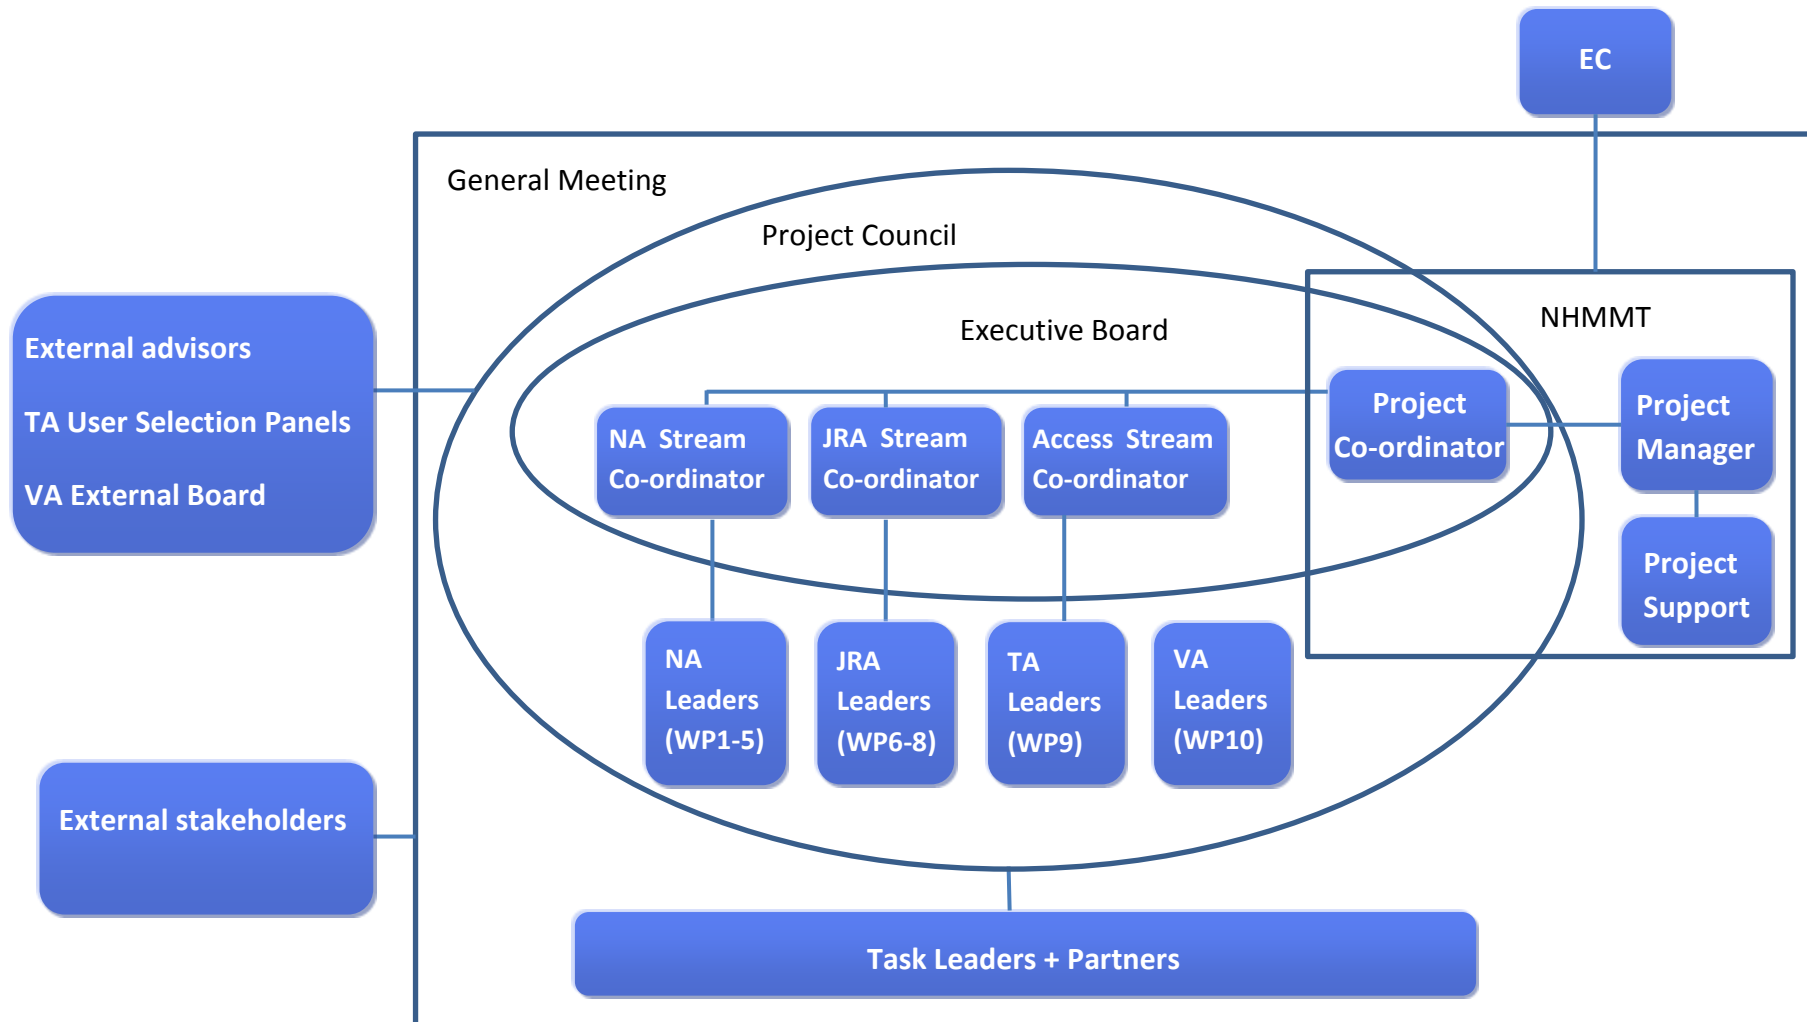 EC
General Meeting
Project Council
Executive Board
NHMMT
External advisors
TA User Selection Panels
VA External Board
NA Stream
Co-ordinator
JRA Stream
Co-ordinator
Access Stream
Co-ordinator
Project
Co-ordinator
Project
Manager
Project
Support
NA
Leaders
(WP1-5)
JRA
Leaders
(WP6-8)
TA
Leaders
(WP9)
VA
Leaders
(WP10)
External stakeholders
Task Leaders + Partners